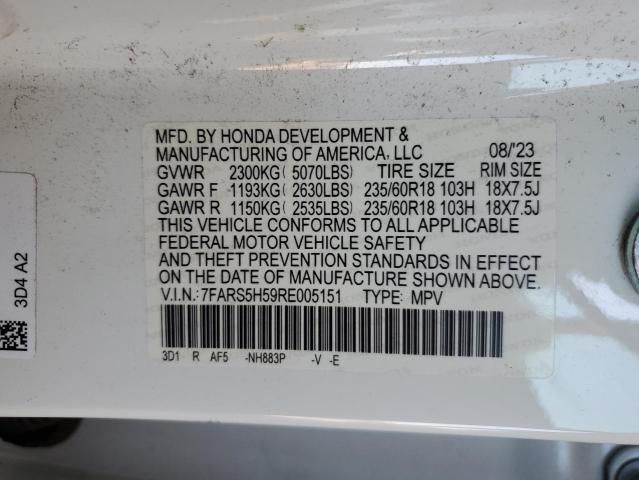 MFD. BY HONDA DEVELOPMENT &
MANUFACTURING OF AMERICA, LLC 08/'23
GVWR 2300KG( 5070LBS) TIRE SIZE RIM SIZE
GAWR F 1193KG( 2630LBS) 235/60R18 103H 18X7.5J
GAWR R 1150KG( 2535LBS) 235/60R18 103H 18X7.5J
THIS VEHICLE CONFORMS TO ALL APPLICABLE
FEDERAL MOTOR VEHICLE SAFETY
AND THEFT PREVENTION STANDARDS IN EFFECT
ON THE DATE OF MANUFACTURE SHOWN ABOVE.
V.I.N.:7FARS5H59RE005151 TYPE: MPV
3D1 R AF5 -NH883P -V -E
3D4 A2